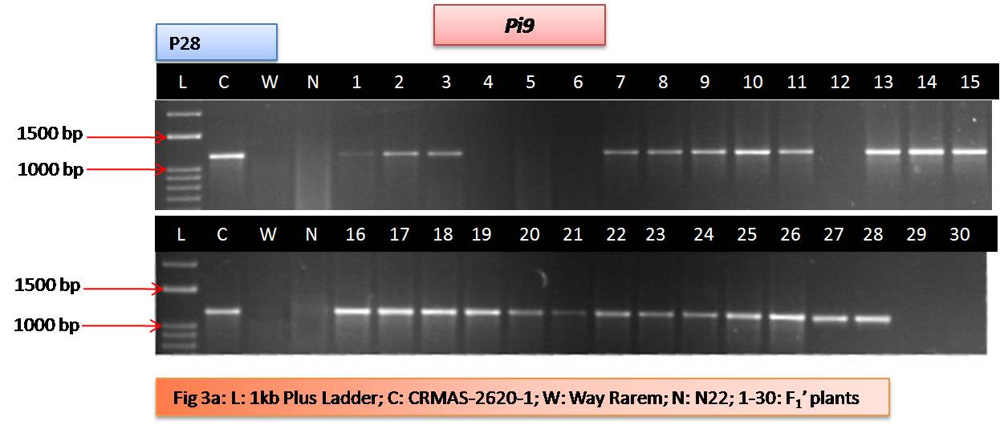 Pi9
P28
L C W N 1 2 3 4 5 6 7 8 9 10 11 12 13 14 15
1500 bp
1000 bp
L C W N 16 17 18 19 20 21 22 23 24 25 26 27 28 29 30
1500 bp
1000 bp
Fig 3a: L: 1kb Plus Ladder; C: CRMAS-2620-1; W: Way Rarem; N: N22; 1-30: F₁’ plants